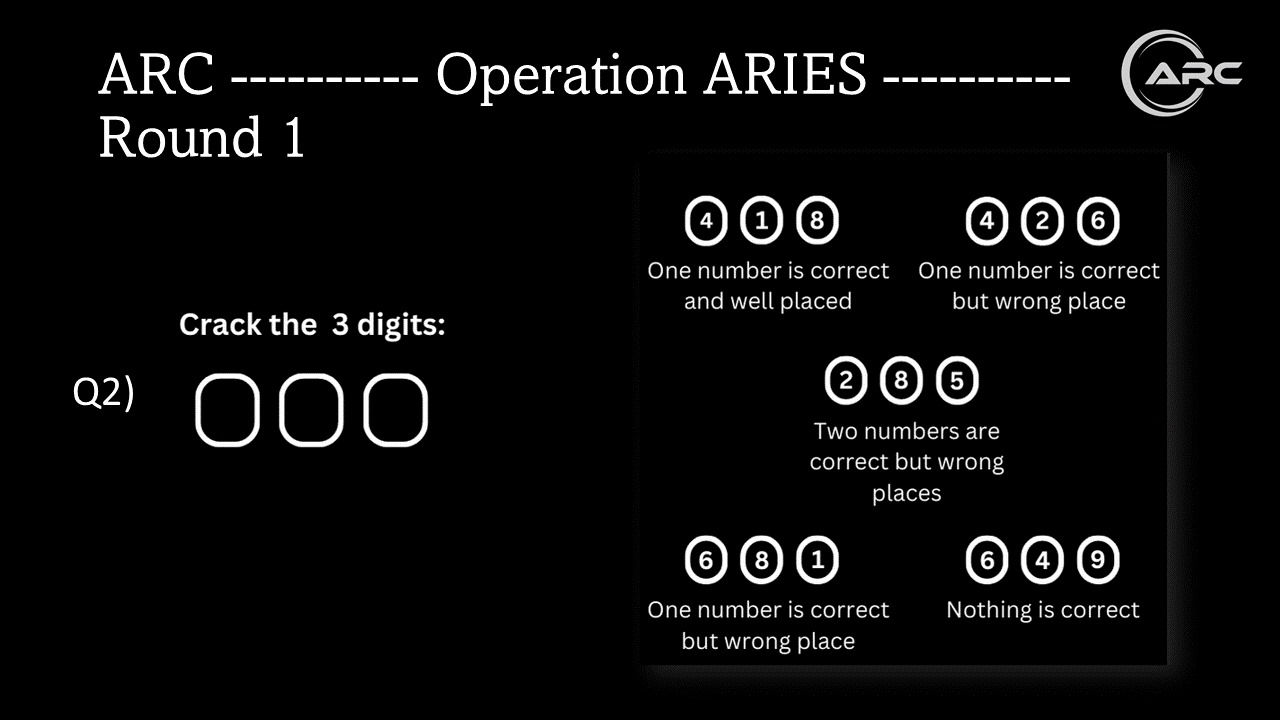 ARC ---------- Operation ARIES ----------
Round 1
ARC
4 1 8
One number is correct
and well placed
4 2 6
One number is correct
but wrong place
Crack the 3 digits:
Q2)
2 8 5
Two numbers are
correct but wrong
places
6 8 1
One number is correct
but wrong place
6 4 9
Nothing is correct